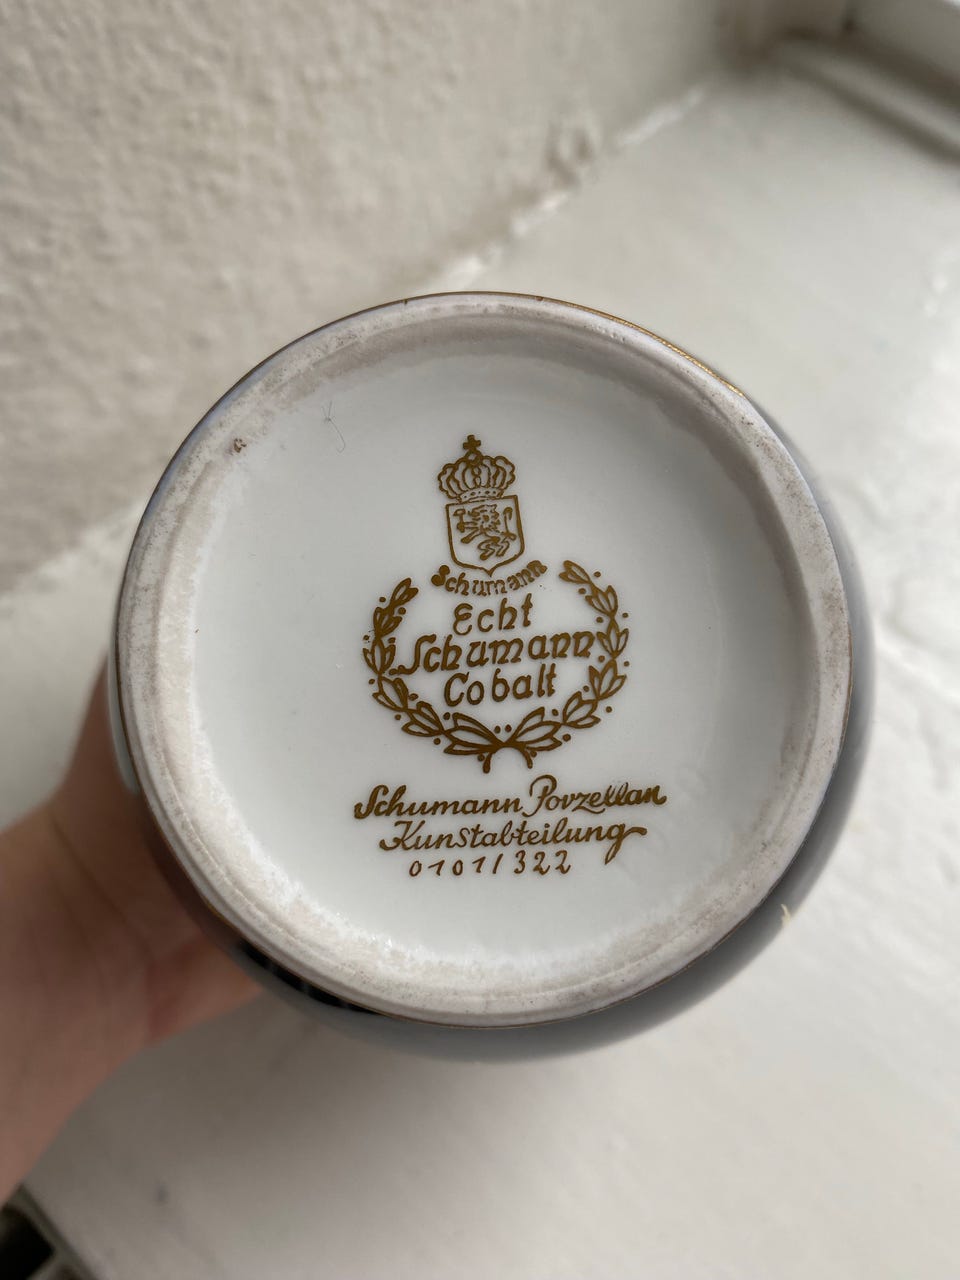 Schumann
Echt
Schumann
Cobalt
Schumann Porzellan
Kunstabteilung
0101/322